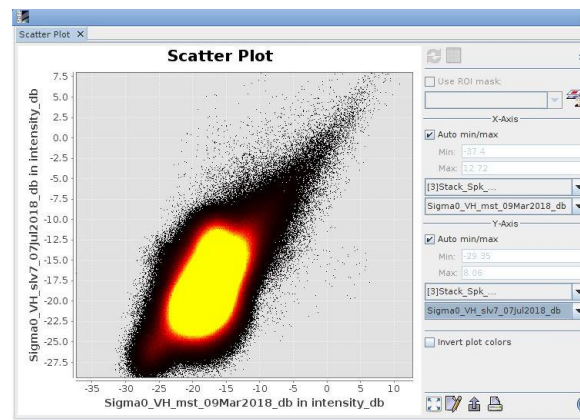 Scatter Plot
Scatter Plot
Sigma0_VH_slv7_07Jul2018_db in intensity_db
7.5
5.0
2.5
0.0
-2.5
-5.0
-7.5
-10.0
-12.5
-15.0
-17.5
-20.0
-22.5
-25.0
-27.5
-35 -30 -25 -20 -15 -10 -5 0 5 10
Sigma0_VH_mst_09Mar2018_db in intensity_db
Use ROI mask:
X-Axis
Auto min/max
Min: -37.4
Max: 12.72
[3]Stack_Spk_...
Sigma0_VH_mst_09Mar2018_db
Y-Axis
Auto min/max
Min: -29.35
Max: 8.06
[3]Stack_Spk_...
Sigma0_VH_slv7_07Jul2018_db
Invert plot colors